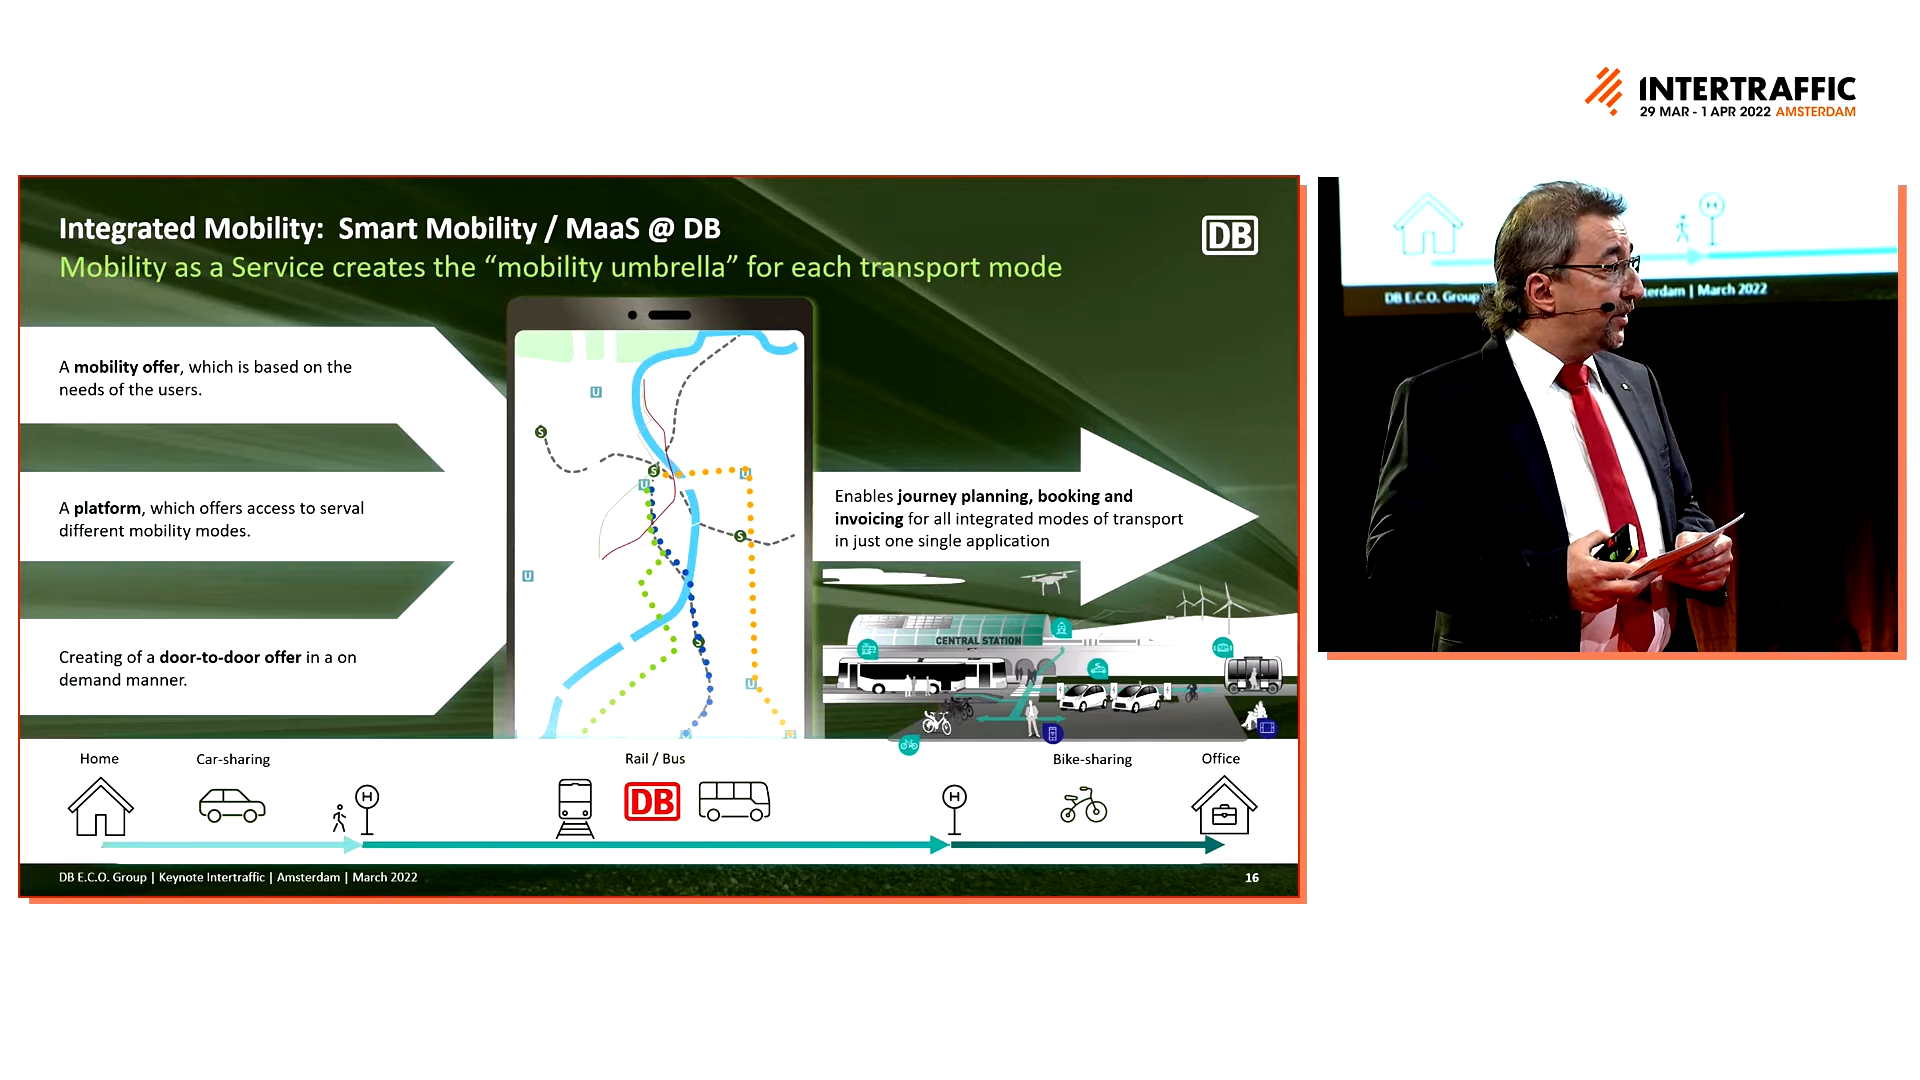 INTERTRAFFIC
29 MAR - 1 APR 2022 AMSTERDAM
Integrated Mobility: Smart Mobility / MaaS @ DB
Mobility as a Service creates the “mobility umbrella” for each transport mode
DB
A mobility offer, which is based on the
needs of the users.
A platform, which offers access to serval
different mobility modes.
Creating of a door-to-door offer in a on
demand manner.
U
S
S
U
U
S
U
S
U
Enables journey planning, booking and
invoicing for all integrated modes of transport
in just one single application
CENTRAL STATION
Home
Car-sharing
Rail / Bus
Bike-sharing
Office
H
DB
H
DB E.C.O. Group | Keynote Intertraffic | Amsterdam | March 2022
16
H
DB E.C.O. Group
terdam | March 2022